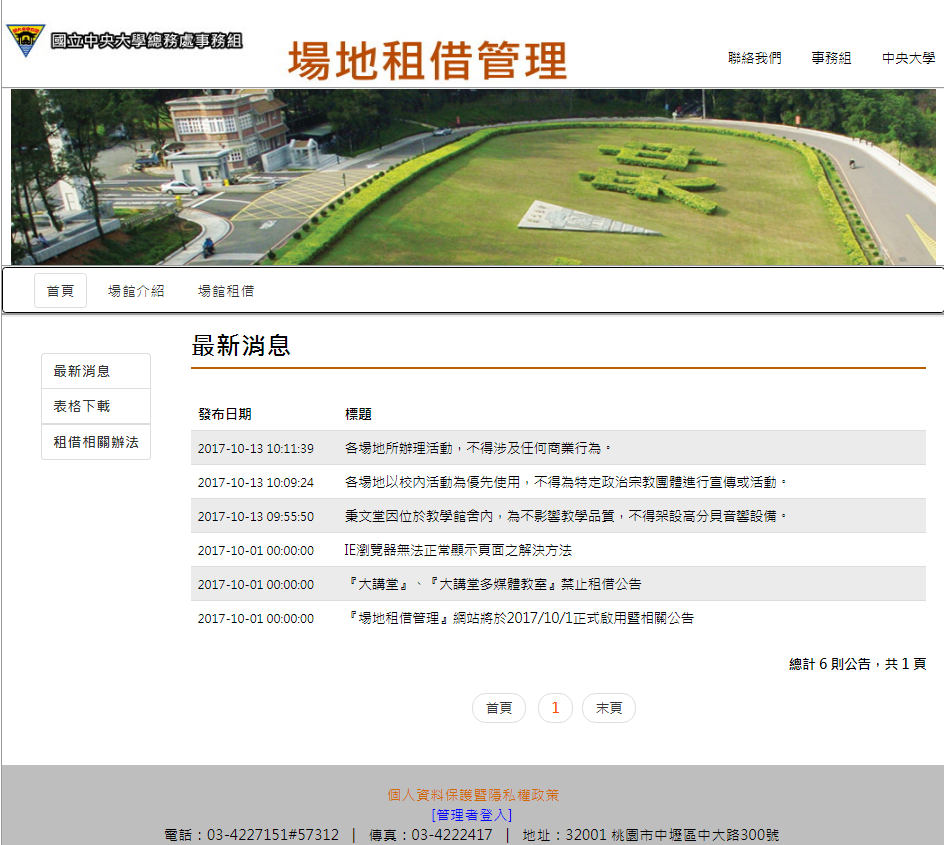 國立中央大學總務處事務組
場地租借管理
聯絡我們 事務組 中央大學
首頁 場館介紹 場館租借
最新消息
最新消息
表格下載
租借相關辦法
發布日期 標題
2017-10-13 10:11:39 各場地所辦理活動，不得涉及任何商業行為。
2017-10-13 10:09:24 各場地以校內活動為優先使用，不得為特定政治宗教團體進行宣傳或活動。
2017-10-13 09:55:50 秉文堂因位於教學館舍內，為不影響教學品質，不得架設高分貝音響設備。
2017-10-01 00:00:00 IE瀏覽器無法正常顯示頁面之解決方法
2017-10-01 00:00:00 『大講堂』、『大講堂多媒體教室』禁止租借公告
2017-10-01 00:00:00 『場地租借管理』網站將於2017/10/1正式啟用暨相關公告
總計 6 則公告，共 1 頁
首頁 1 末頁
個人資料保護暨隱私權政策
[管理者登入]
電話：03-4227151#57312 | 傳真：03-4222417 | 地址：32001 桃園市中壢區中大路300號